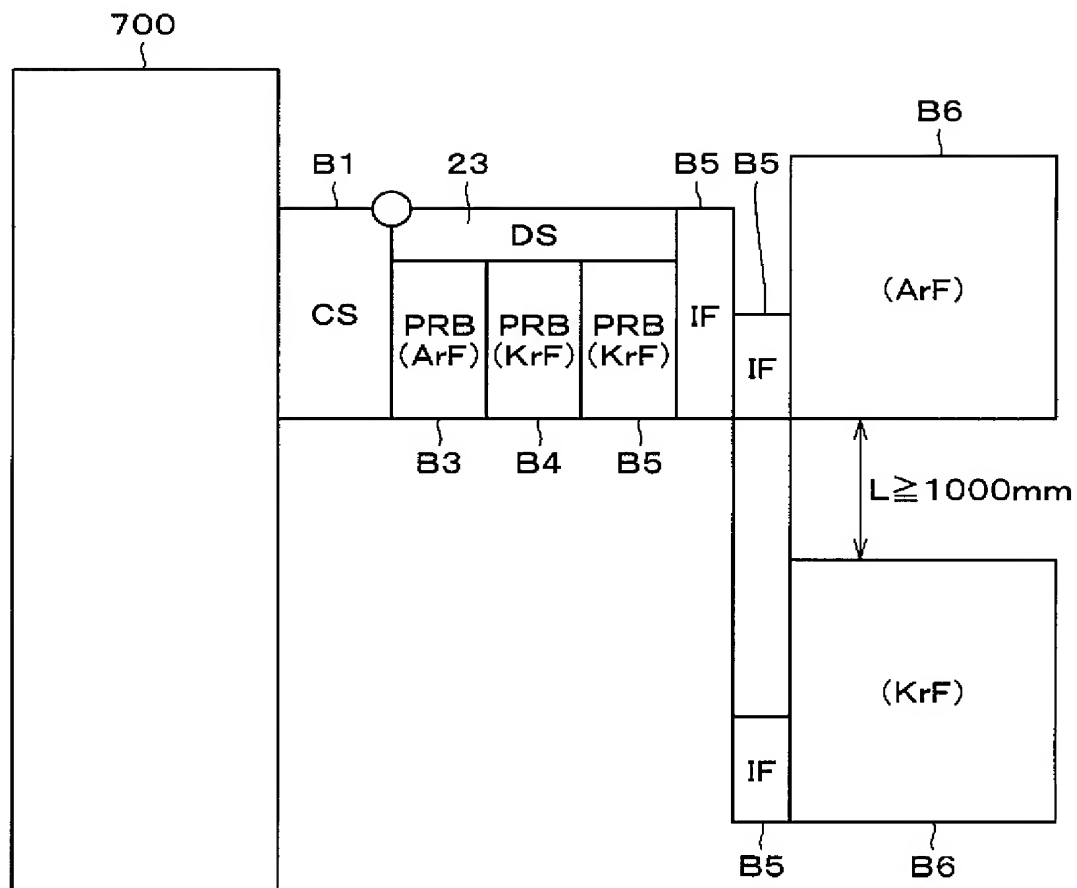 700
B6
B1 23 B5 B5
DS
(ArF)
CS PRB PRB PRB IF
(ArF) (KrF) (KrF)
IF
B3 B4 B5
L≧1000mm
(KrF)
IF
B5 B6